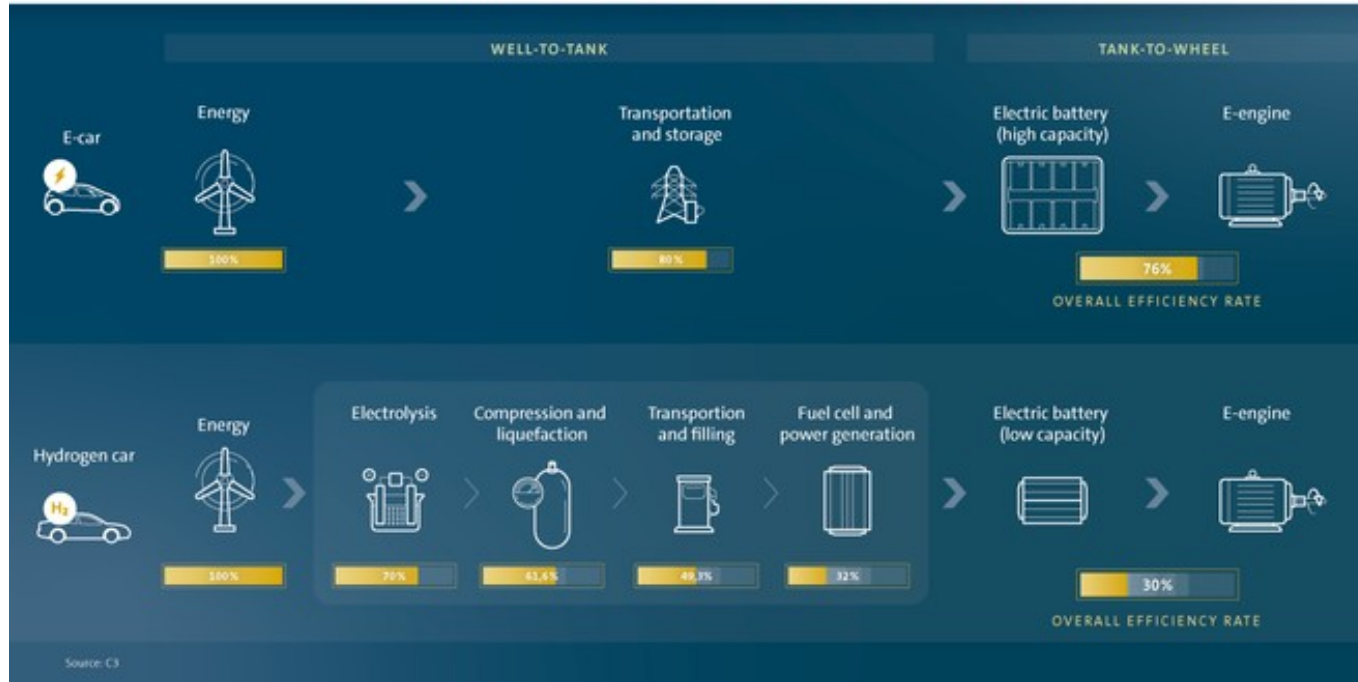 WELL-TO-TANK
TANK-TO-WHEEL
E-car
Energy
Transportation
and storage
Electric battery
(high capacity)
E-engine
100%
80%
76%
OVERALL EFFICIENCY RATE
Hydrogen car
H₂
Energy
Electrolysis
Compression and
liquefaction
Transportion
and filling
Fuel cell and
power generation
Electric battery
(low capacity)
E-engine
100%
70%
61,6%
49,3%
32%
30%
OVERALL EFFICIENCY RATE
Source: C3